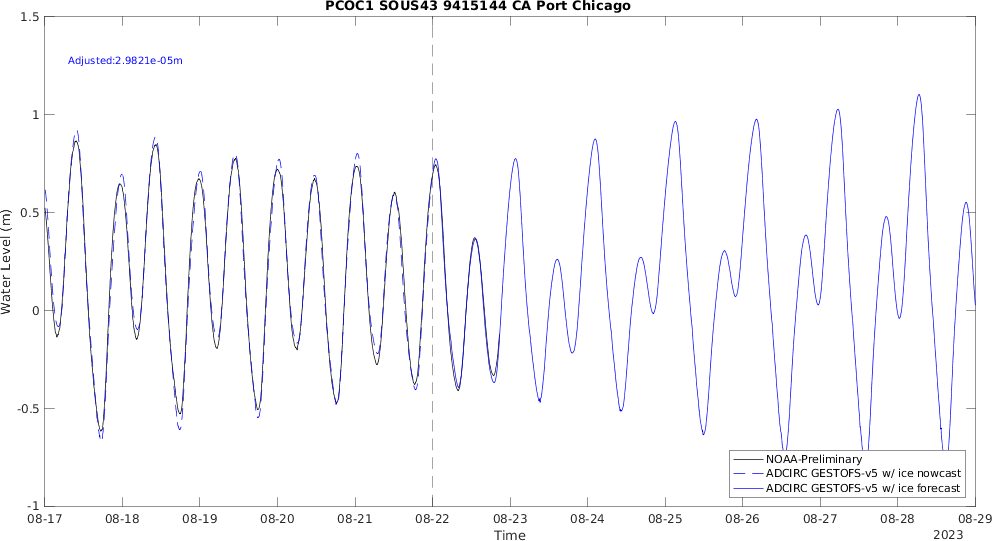 PCOC1 SOUS43 9415144 CA Port Chicago
1.5
Adjusted:2.9821e-05m
1
0.5
Water Level (m)
0
-0.5
NOAA-Preliminary
ADCIRC GESTOFS-v5 w/ ice nowcast
ADCIRC GESTOFS-v5 w/ ice forecast
-1
08-17 08-18 08-19 08-20 08-21 08-22 08-23 08-24 08-25 08-26 08-27 08-28 08-29
Time
2023